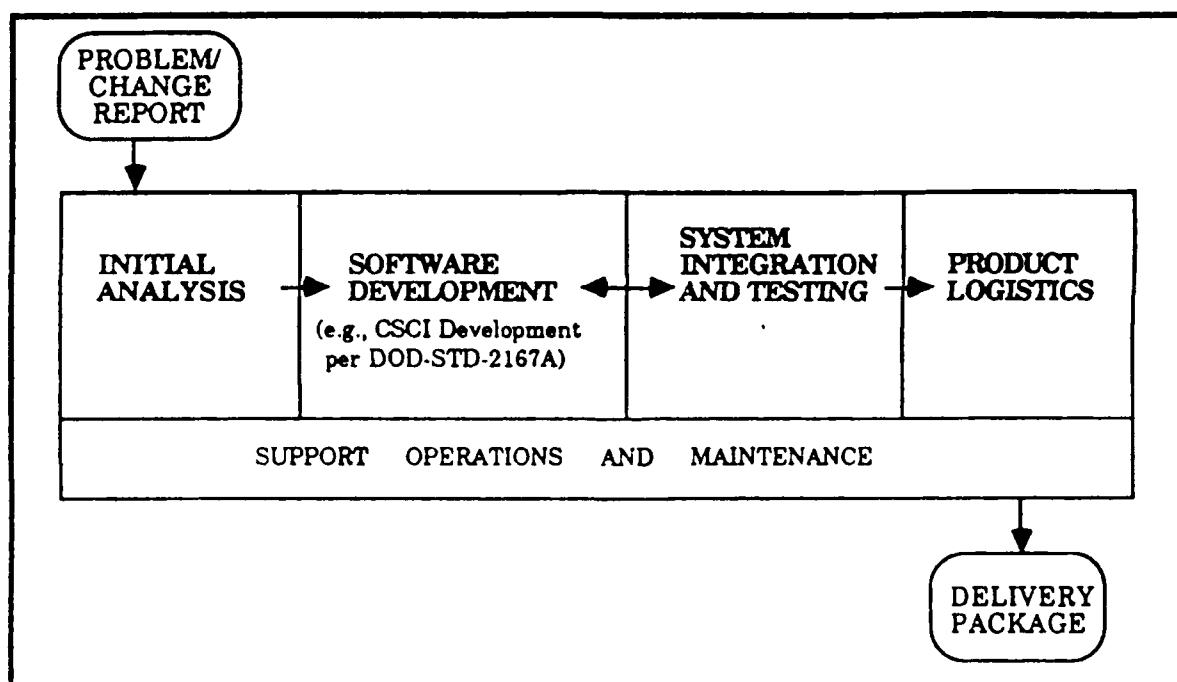 PROBLEM/
CHANGE
REPORT
INITIAL
ANALYSIS
SOFTWARE
DEVELOPMENT
(e.g., CSCI Development
per DOD-STD-2167A)
SYSTEM
INTEGRATION
AND TESTING
PRODUCT
LOGISTICS
SUPPORT OPERATIONS AND MAINTENANCE
DELIVERY
PACKAGE